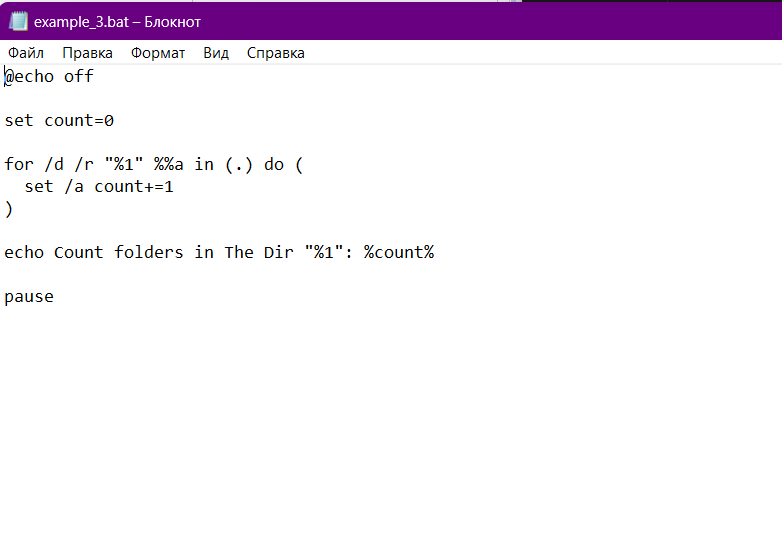 example_3.bat – Блокнот
Файл Правка Формат Вид Справка
@echo off
set count=0
for /d /r "%1" %%a in (.) do (
set /a count+=1
)
echo Count folders in The Dir "%1": %count%
pause